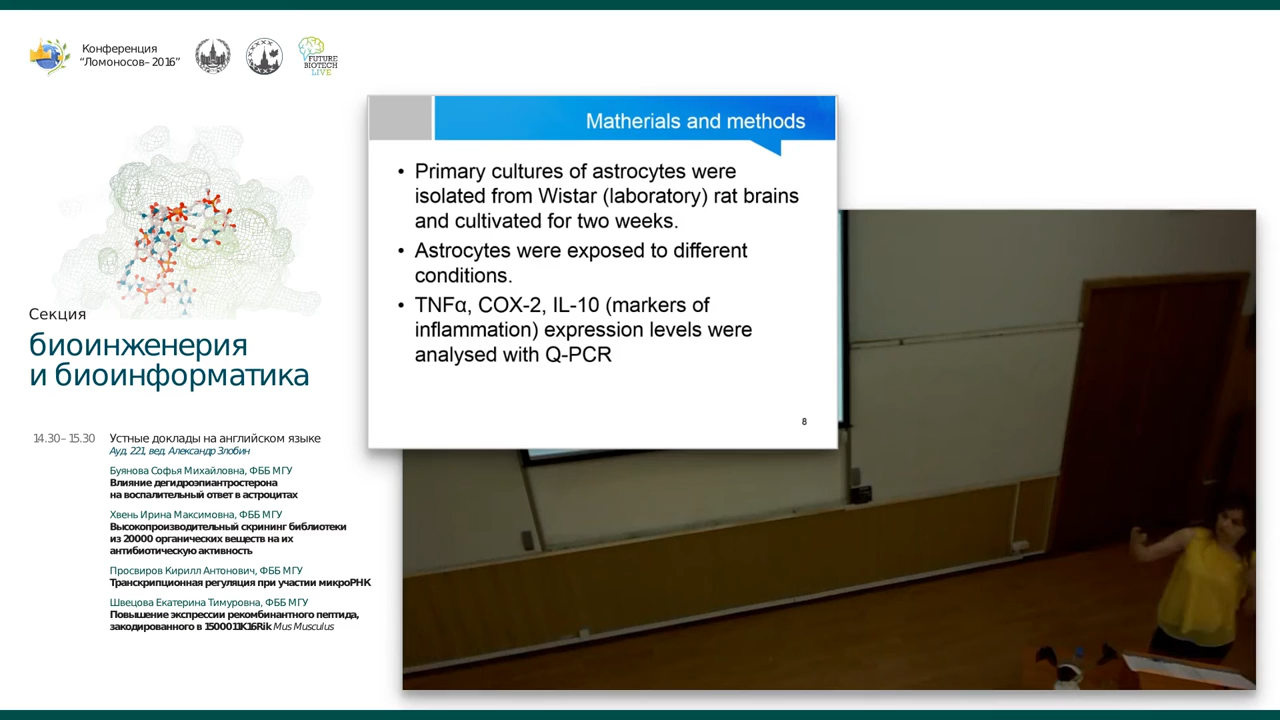 Конференция
“Ломоносов–2016”
FUTURE
BIOTECH
LIVE
Matherials and methods
• Primary cultures of astrocytes were
isolated from Wistar (laboratory) rat brains
and cultivated for two weeks.
• Astrocytes were exposed to different
conditions.
• TNFα, COX-2, IL-10 (markers of
inflammation) expression levels were
analysed with Q-PCR
8
Секция
биоинженерия
и биоинформатика
14.30–15.30 Устные доклады на английском языке
Ауд. 221, вед. Александр Злобин
Буянова Софья Михайловна, ФББ МГУ
Влияние дегидроэпиантростерона
на воспалительный ответ в астроцитах
Хвень Ирина Максимовна, ФББ МГУ
Высокопроизводительный скрининг библиотеки
из 20000 органических веществ на их
антибиотическую активность
Просвиров Кирилл Антонович, ФББ МГУ
Транскрипционная регуляция при участии микроРНК
Швецова Екатерина Тимуровна, ФББ МГУ
Повышение экспрессии рекомбинантного пептида,
закодированного в 1500011K16Rik Mus Musculus